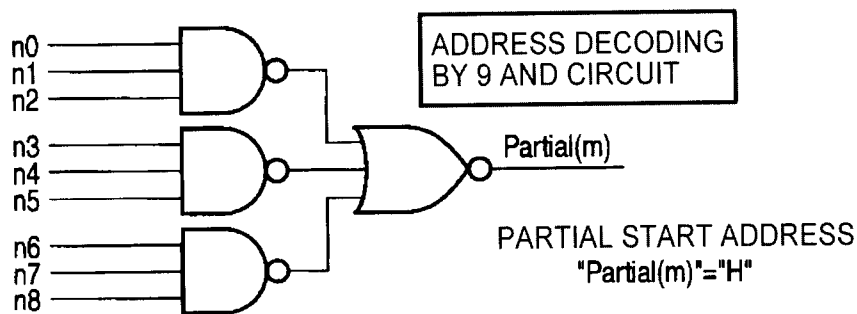 n0
n1
n2
n3
n4
n5
n6
n7
n8
ADDRESS DECODING
BY 9 AND CIRCUIT
Partial(m)
PARTIAL START ADDRESS
"Partial(m)"="H"